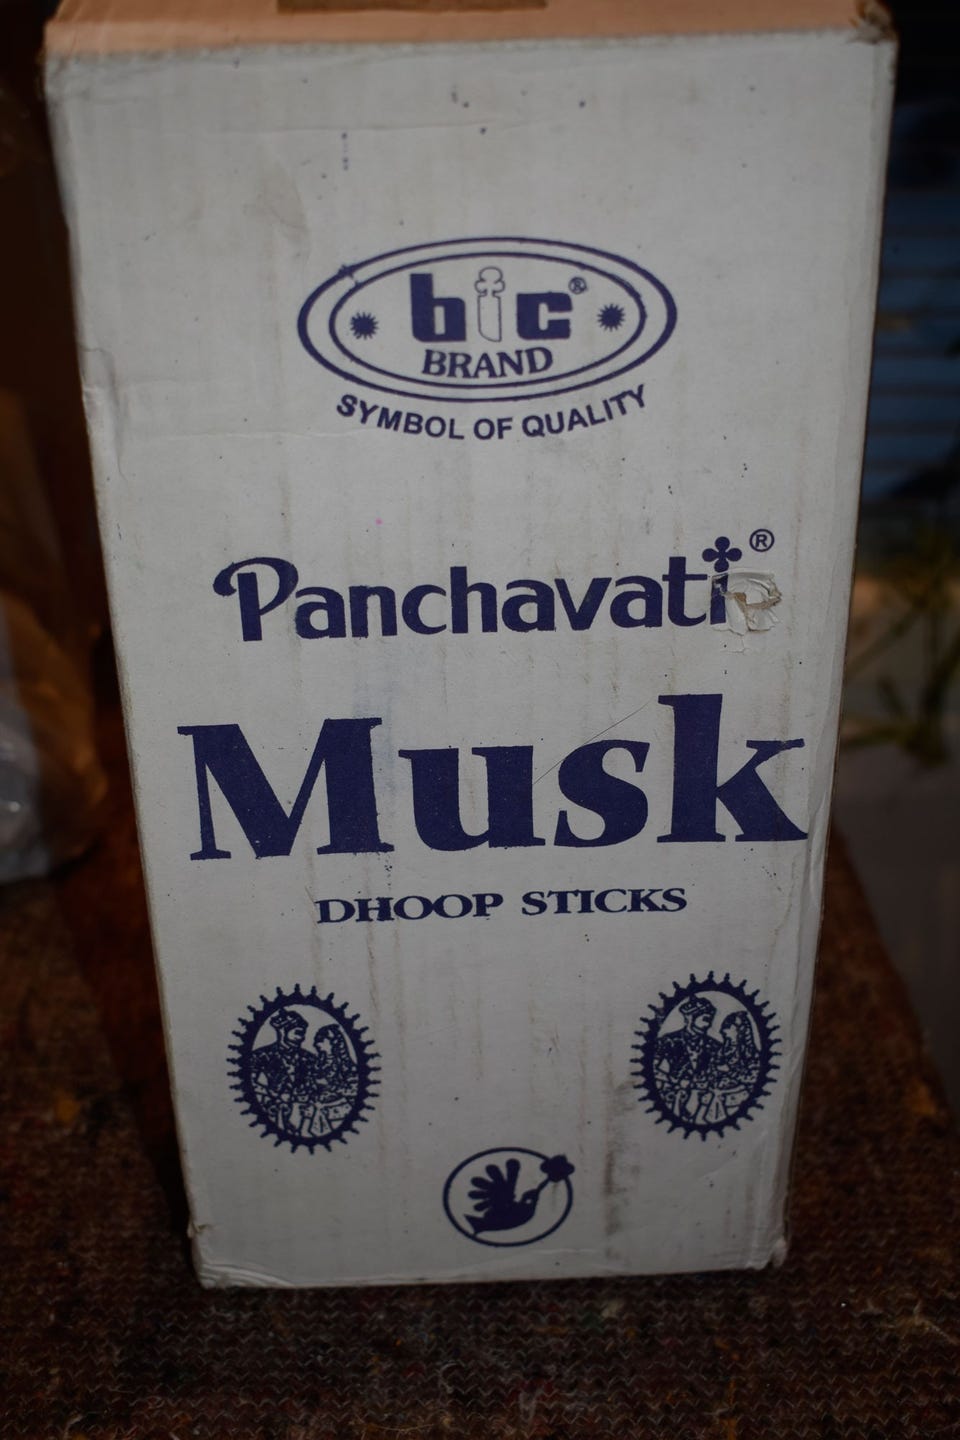 bic®
BRAND
SYMBOL OF QUALITY
Panchavati®
Musk
DHOOP STICKS